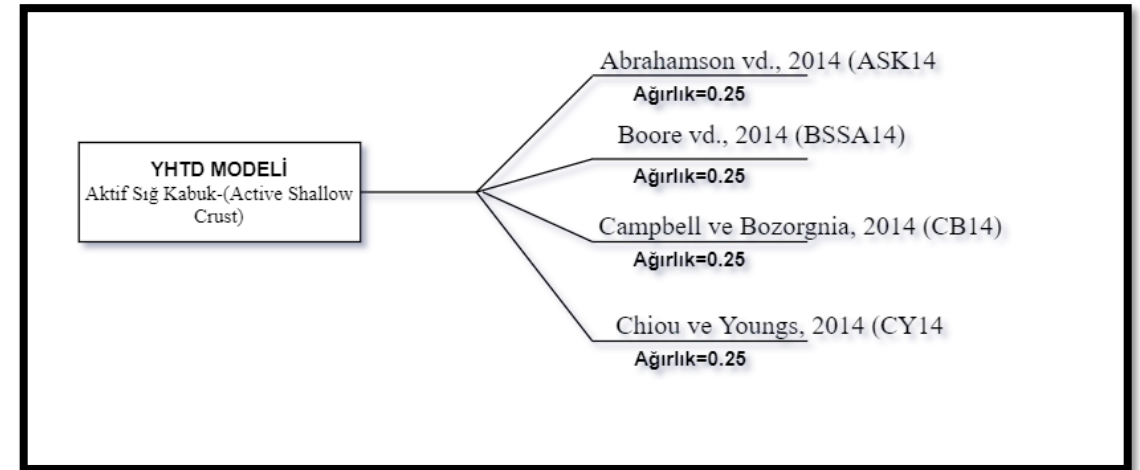 Abrahamson vd., 2014 (ASK14
Ağırlık=0.25
Boore vd., 2014 (BSSA14)
Ağırlık=0.25
YHTD MODELİ
Aktif Sığ Kabuk-(Active Shallow
Crust)
Campbell ve Bozorgnia, 2014 (CB14)
Ağırlık=0.25
Chiou ve Youngs, 2014 (CY14
Ağırlık=0.25